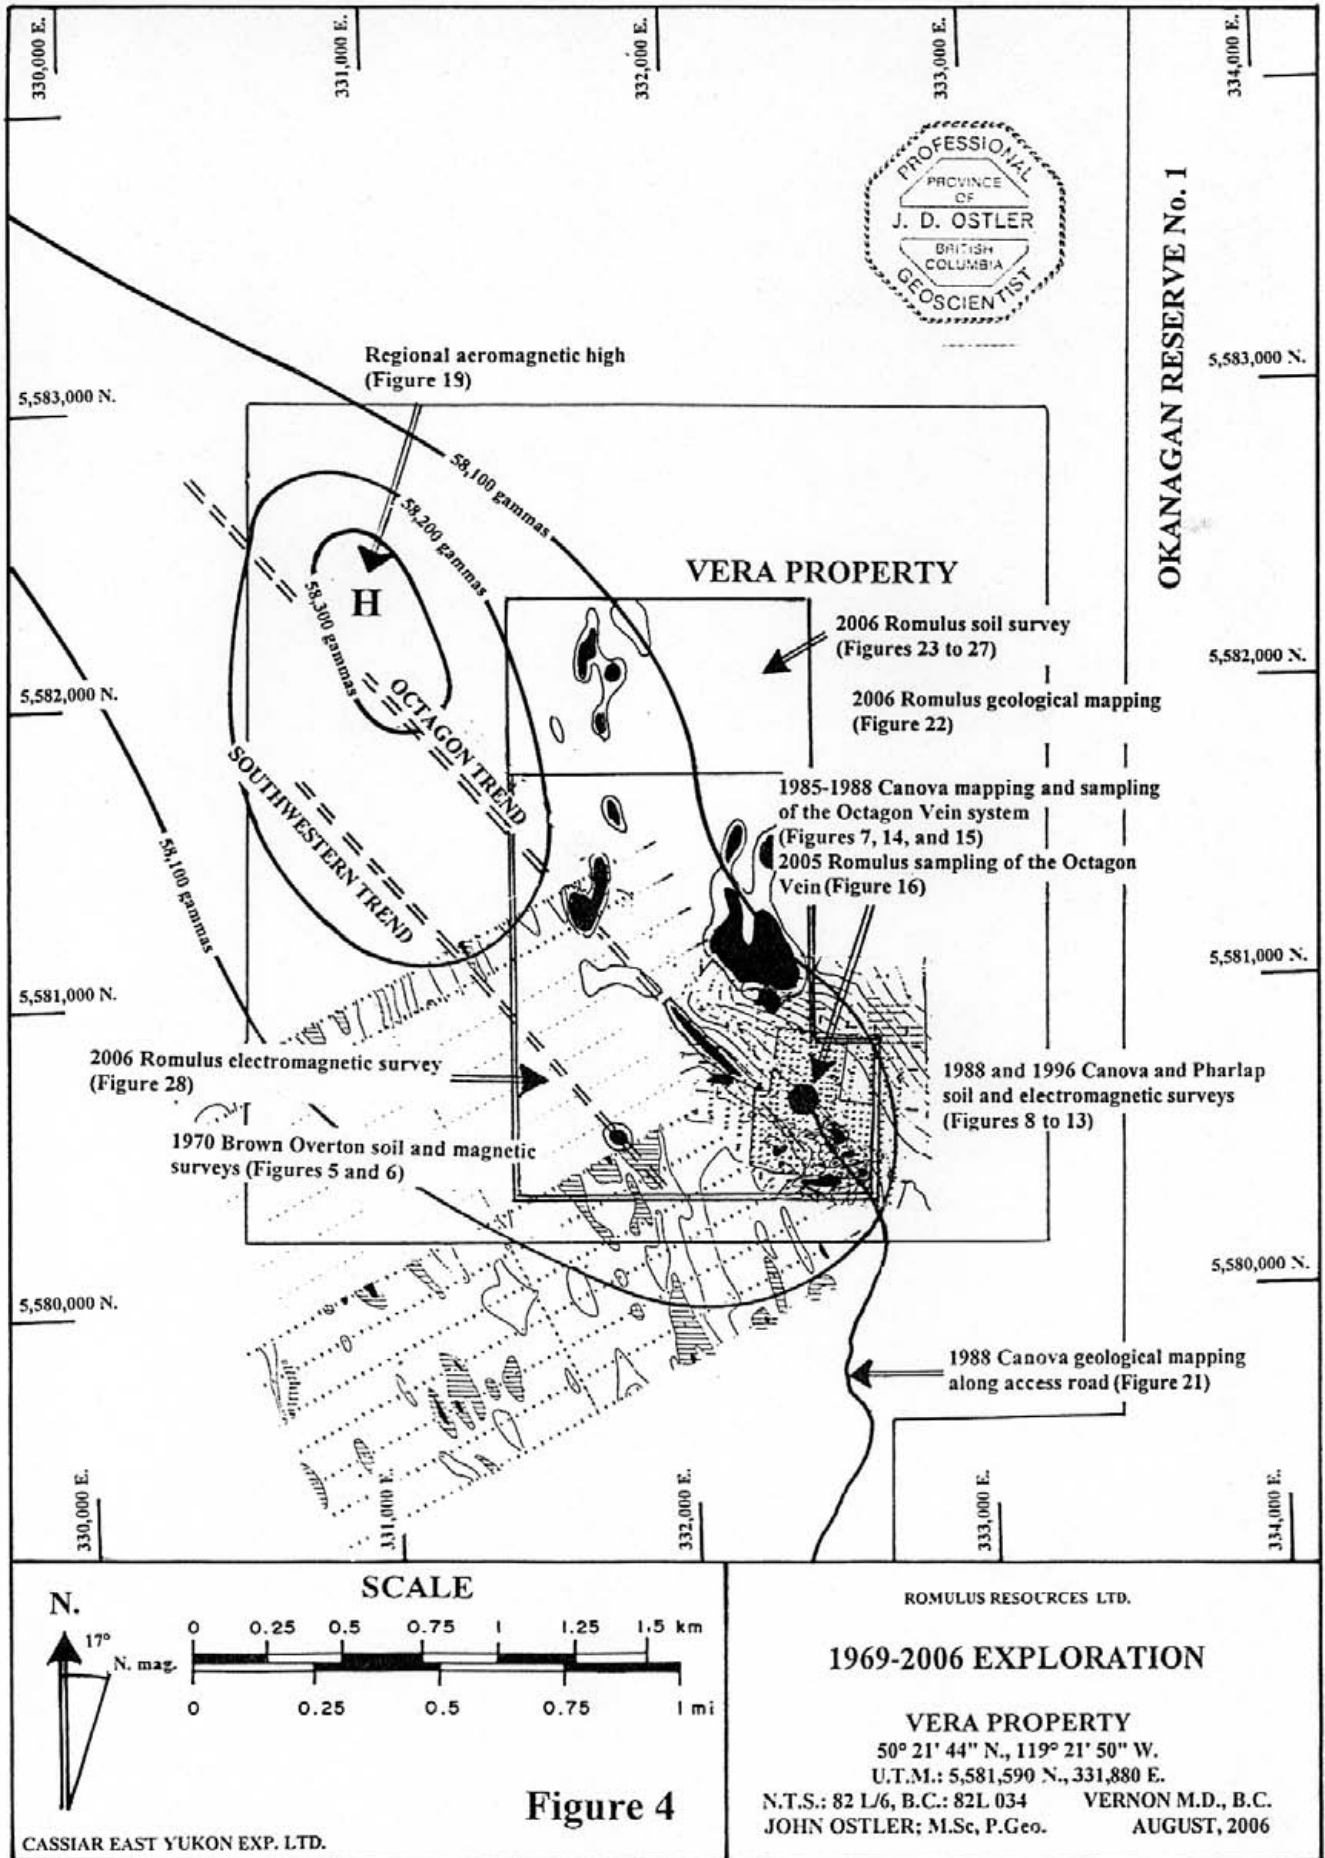 330,000 E.
331,000 E.
332,000 E.
333,000 E.
334,000 E.
PROFESSIONAL
PROVINCE
OF
J. D. OSTLER
BRITISH
COLUMBIA
GEOSCIENTIST
OKANAGAN RESERVE No. 1
Regional aeromagnetic high
(Figure 19)
5,583,000 N.
5,583,000 N.
58,100 gammas
58,200 gammas
58,300 gammas
H
VERA PROPERTY
2006 Romulus soil survey
(Figures 23 to 27)
5,582,000 N.
5,582,000 N.
2006 Romulus geological mapping
(Figure 22)
OCTAGON TREND
SOUTHWESTERN TREND
1985-1988 Canova mapping and sampling
of the Octagon Vein system
(Figures 7, 14, and 15)
2005 Romulus sampling of the Octagon
Vein (Figure 16)
58,100 gammas
5,581,000 N.
5,581,000 N.
2006 Romulus electromagnetic survey
(Figure 28)
1988 and 1996 Canova and Pharlap
soil and electromagnetic surveys
(Figures 8 to 13)
1970 Brown Overton soil and magnetic
surveys (Figures 5 and 6)
5,580,000 N.
5,580,000 N.
1988 Canova geological mapping
along access road (Figure 21)
330,000 E.
331,000 E.
332,000 E.
333,000 E.
334,000 E.
SCALE
N.
17°
N. mag.
0 0.25 0.5 0.75 1 1.25 1.5 km
0 0.25 0.5 0.75 1 mi
Figure 4
CASSIAR EAST YUKON EXP. LTD.
ROMULUS RESOURCES LTD.
1969-2006 EXPLORATION
VERA PROPERTY
50° 21' 44" N., 119° 21' 50" W.
U.T.M.: 5,581,590 N., 331,880 E.
N.T.S.: 82 L/6, B.C.: 82L 034 VERNON M.D., B.C.
JOHN OSTLER; M.Sc, P.Geo. AUGUST, 2006